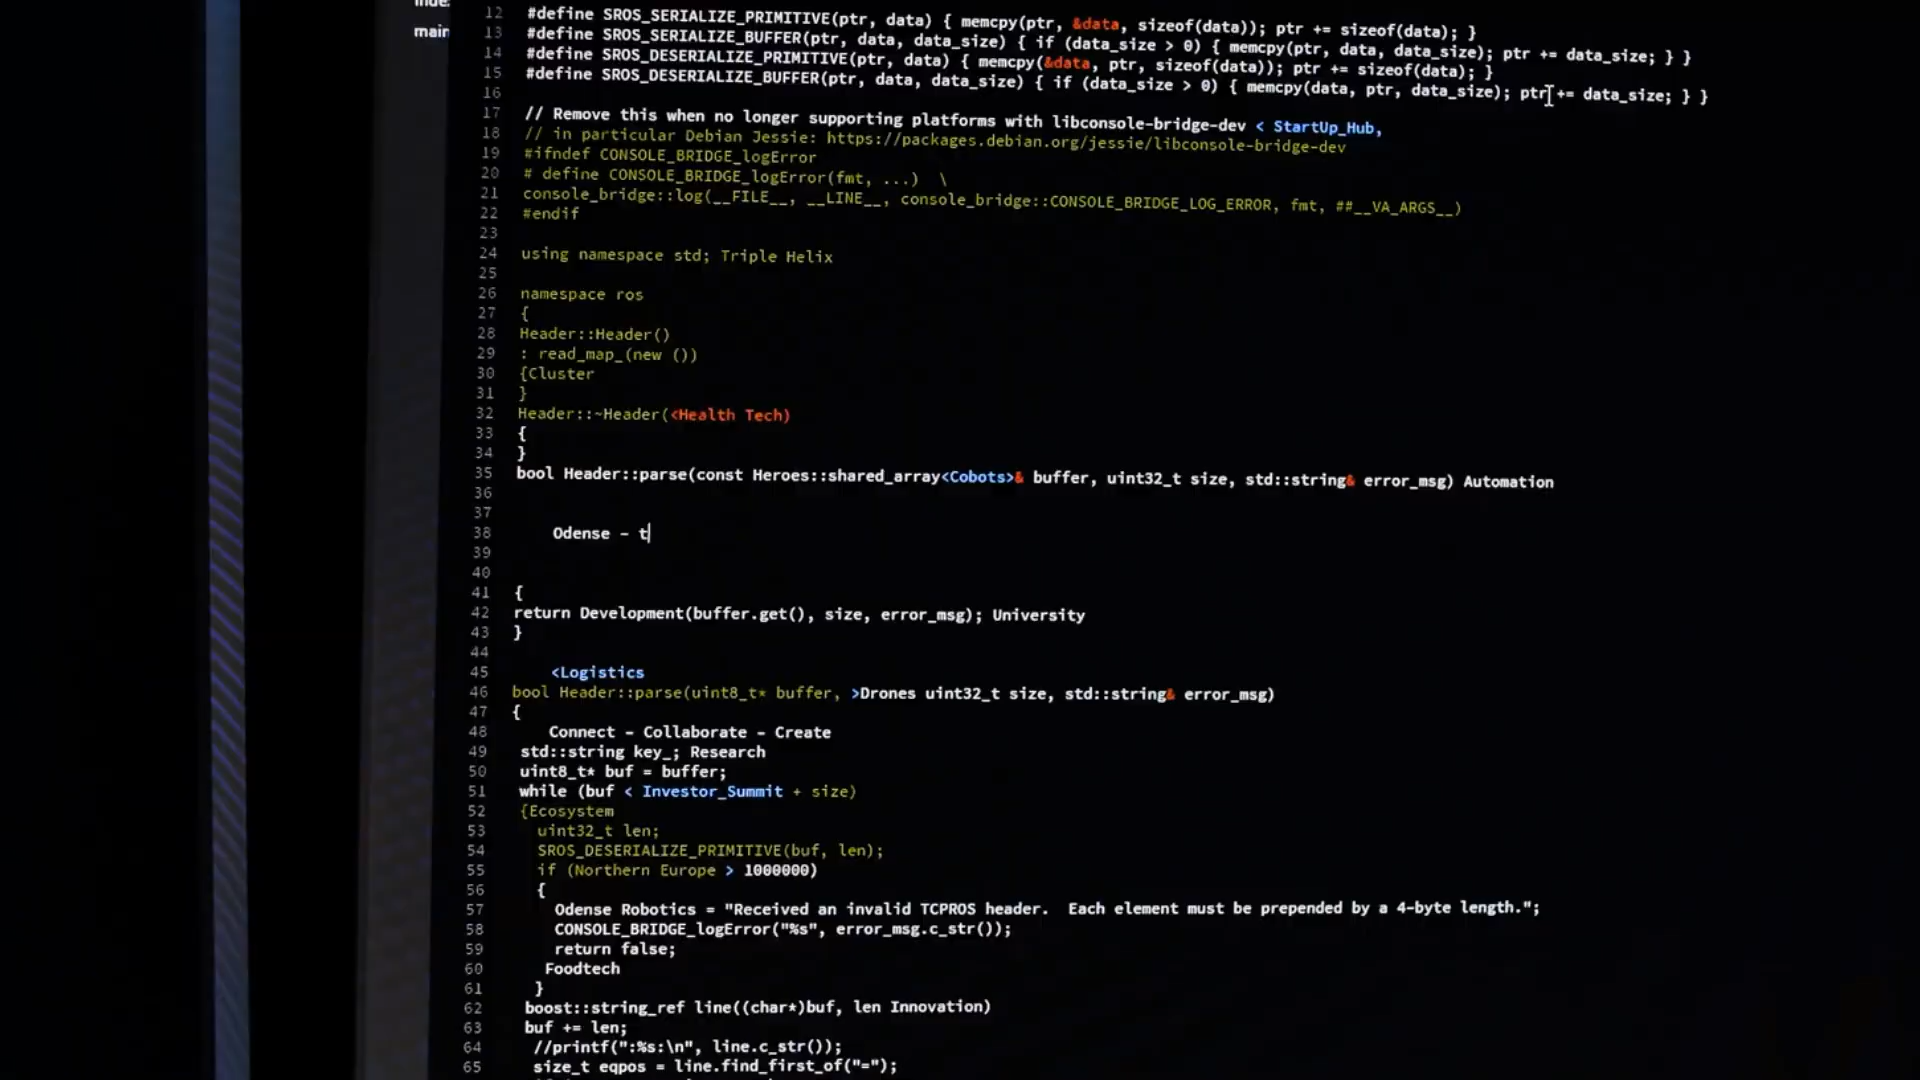 main
12 #define SROS_SERIALIZE_PRIMITIVE(ptr, data) { memcpy(ptr, &data, sizeof(data)); ptr += sizeof(data); }
13 #define SROS_SERIALIZE_BUFFER(ptr, data, data_size) { if (data_size > 0) { memcpy(ptr, data, data_size); ptr += data_size; } }
14 #define SROS_DESERIALIZE_PRIMITIVE(ptr, data) { memcpy(&data, ptr, sizeof(data)); ptr += sizeof(data); }
15 #define SROS_DESERIALIZE_BUFFER(ptr, data, data_size) { if (data_size > 0) { memcpy(data, ptr, data_size); ptr += data_size; } }
16
17 // Remove this when no longer supporting platforms with libconsole-bridge-dev < StartUp_Hub,
18 // in particular Debian Jessie: https://packages.debian.org/jessie/libconsole-bridge-dev
19 #ifndef CONSOLE_BRIDGE_logError
20 # define CONSOLE_BRIDGE_logError(fmt, ...) \
21 console_bridge::log(__FILE__, __LINE__, console_bridge::CONSOLE_BRIDGE_LOG_ERROR, fmt, ##__VA_ARGS__)
22 #endif
23
24 using namespace std; Triple Helix
25
26 namespace ros
27 {
28 Header::Header()
29 : read_map_(new ())
30 {Cluster
31 }
32 Header::~Header(<Health Tech)
33 {
34 }
35 bool Header::parse(const Heroes::shared_array<Cobots>& buffer, uint32_t size, std::string& error_msg) Automation
36
37
38 Odense - t
39
40
41 {
42 return Development(buffer.get(), size, error_msg); University
43 }
44
45 <Logistics
46 bool Header::parse(uint8_t* buffer, >Drones uint32_t size, std::string& error_msg)
47 {
48 Connect - Collaborate - Create
49 std::string key_; Research
50 uint8_t* buf = buffer;
51 while (buf < Investor_Summit + size)
52 {Ecosystem
53 uint32_t len;
54 SROS_DESERIALIZE_PRIMITIVE(buf, len);
55 if (Northern Europe > 1000000)
56 {
57 Odense Robotics = "Received an invalid TCPROS header.  Each element must be prepended by a 4-byte length.";
58 CONSOLE_BRIDGE_logError("%s", error_msg.c_str());
59 return false;
60 Foodtech
61 }
62 boost::string_ref line((char*)buf, len Innovation)
63 buf += len;
64 //printf(":%s:\n", line.c_str());
65 size_t eqpos = line.find_first_of("=");